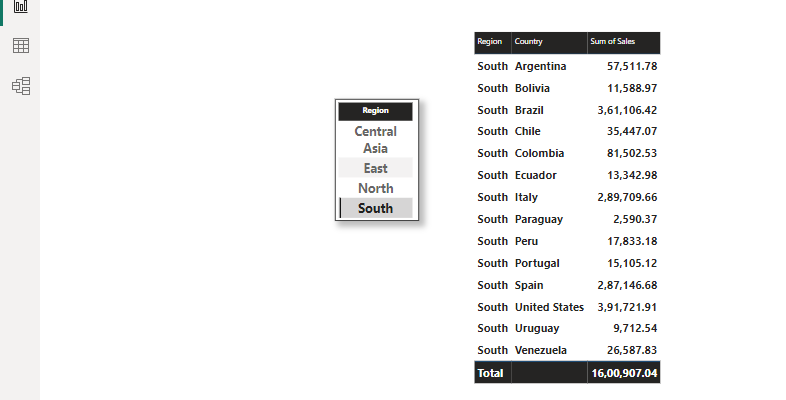 Region
Central
Asia
East
North
South
Region Country Sum of Sales
South Argentina 57,511.78
South Bolivia 11,588.97
South Brazil 3,61,106.42
South Chile 35,447.07
South Colombia 81,502.53
South Ecuador 13,342.98
South Italy 2,89,709.66
South Paraguay 2,590.37
South Peru 17,833.18
South Portugal 15,105.12
South Spain 2,87,146.68
South United States 3,91,721.91
South Uruguay 9,712.54
South Venezuela 26,587.83
Total 16,00,907.04